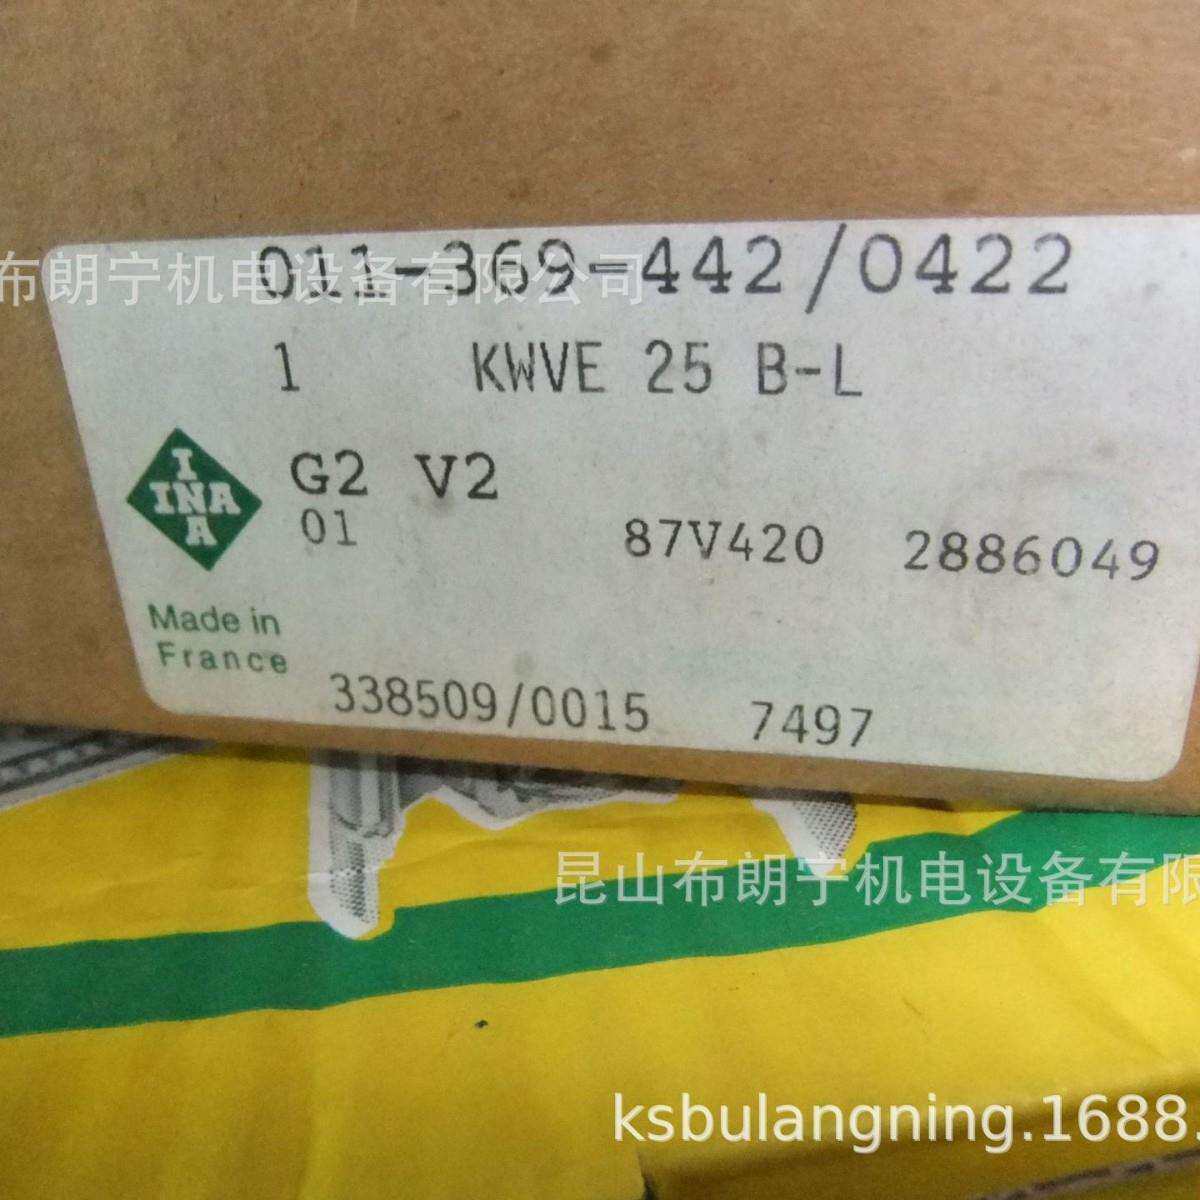 011-369-442/0422
布朗宁机电设备有限公司
1 KWVE 25 B-L
G2 V2
INA
INA
01 87V420 2886049
Made in
France
338509/0015 7497
昆山布朗宁机电设备有限
ksbulangning.1688.